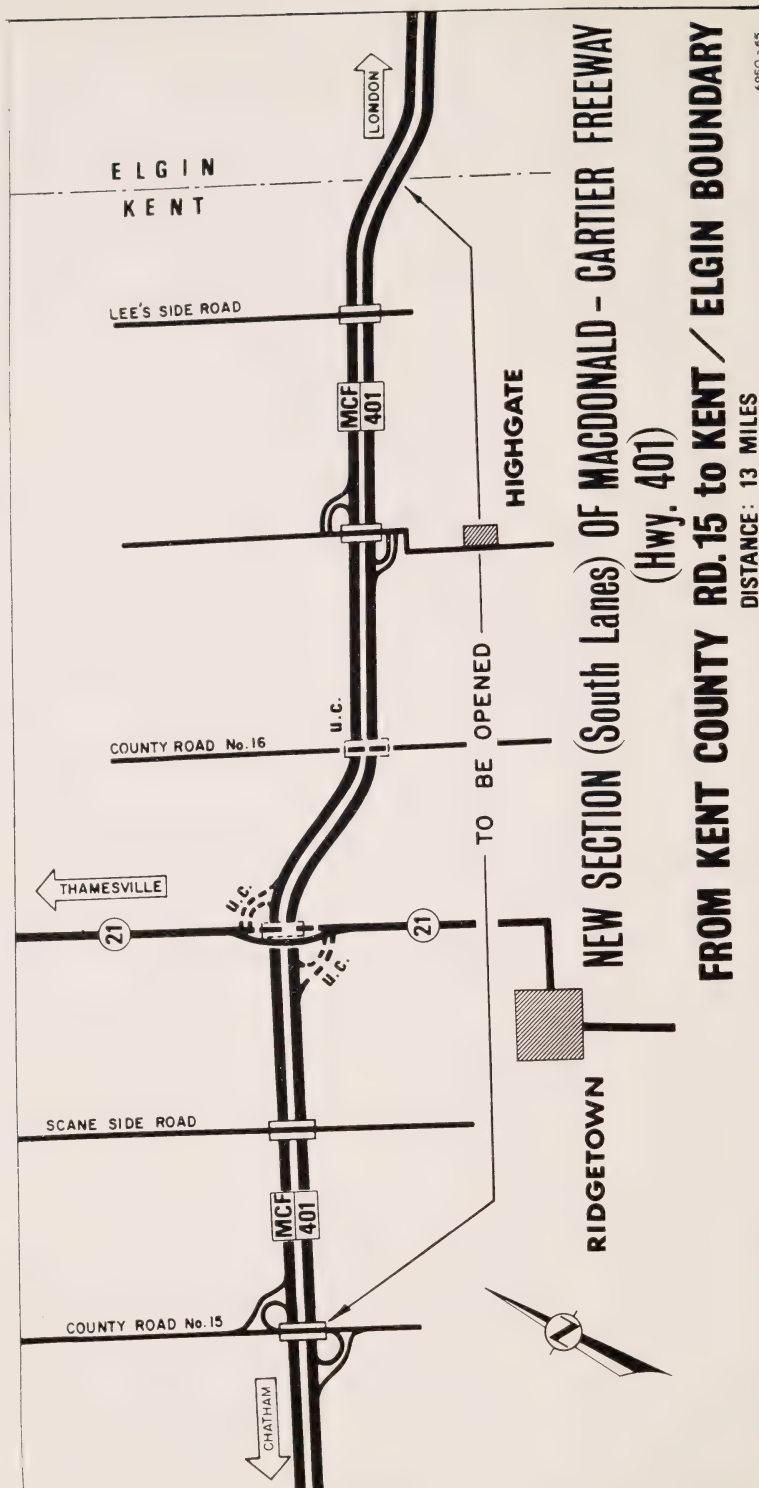 ELGIN
KENT
LONDON
LEE'S SIDE ROAD
MCF
401
HIGHGATE
u.c.
COUNTY ROAD No.16
TO BE OPENED
THAMESVILLE
21
u.c.
u.c.
21
RIDGETOWN
SCANE SIDE ROAD
MCF
401
COUNTY ROAD No.15
CHATHAM
N
NEW SECTION (South Lanes) OF MACDONALD - CARTIER FREEWAY
(Hwy. 401)
FROM KENT COUNTY RD.15 to KENT / ELGIN BOUNDARY
DISTANCE: 13 MILES